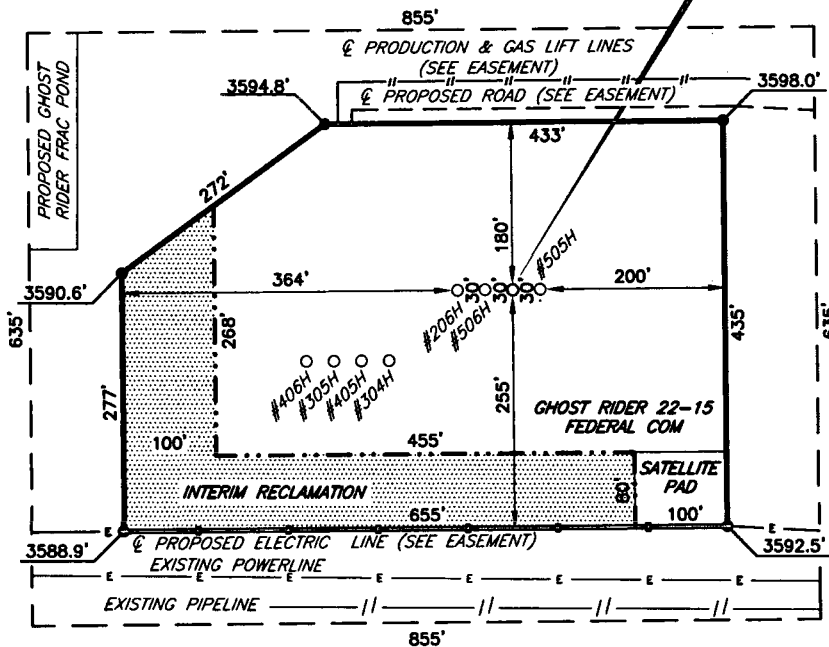 855'
℄ PRODUCTION & GAS LIFT LINES
(SEE EASEMENT)
3594.8'
3598.0'
℄ PROPOSED ROAD (SEE EASEMENT)
PROPOSED GHOST
RIDER FRAC POND
433'
272'
180'
#505H
3590.6'
364'
30'
30'
30'
200'
#206H
#506H
635'
635'
268'
435'
#406H
#305H
#405H
#304H
277'
255'
100'
GHOST RIDER 22-15
FEDERAL COM
455'
SATELLITE
PAD
INTERIM RECLAMATION
80'
655'
100'
E
E
3588.9'
℄ PROPOSED ELECTRIC LINE (SEE EASEMENT)
3592.5'
EXISTING POWERLINE
E E E E E E E
EXISTING PIPELINE
855'